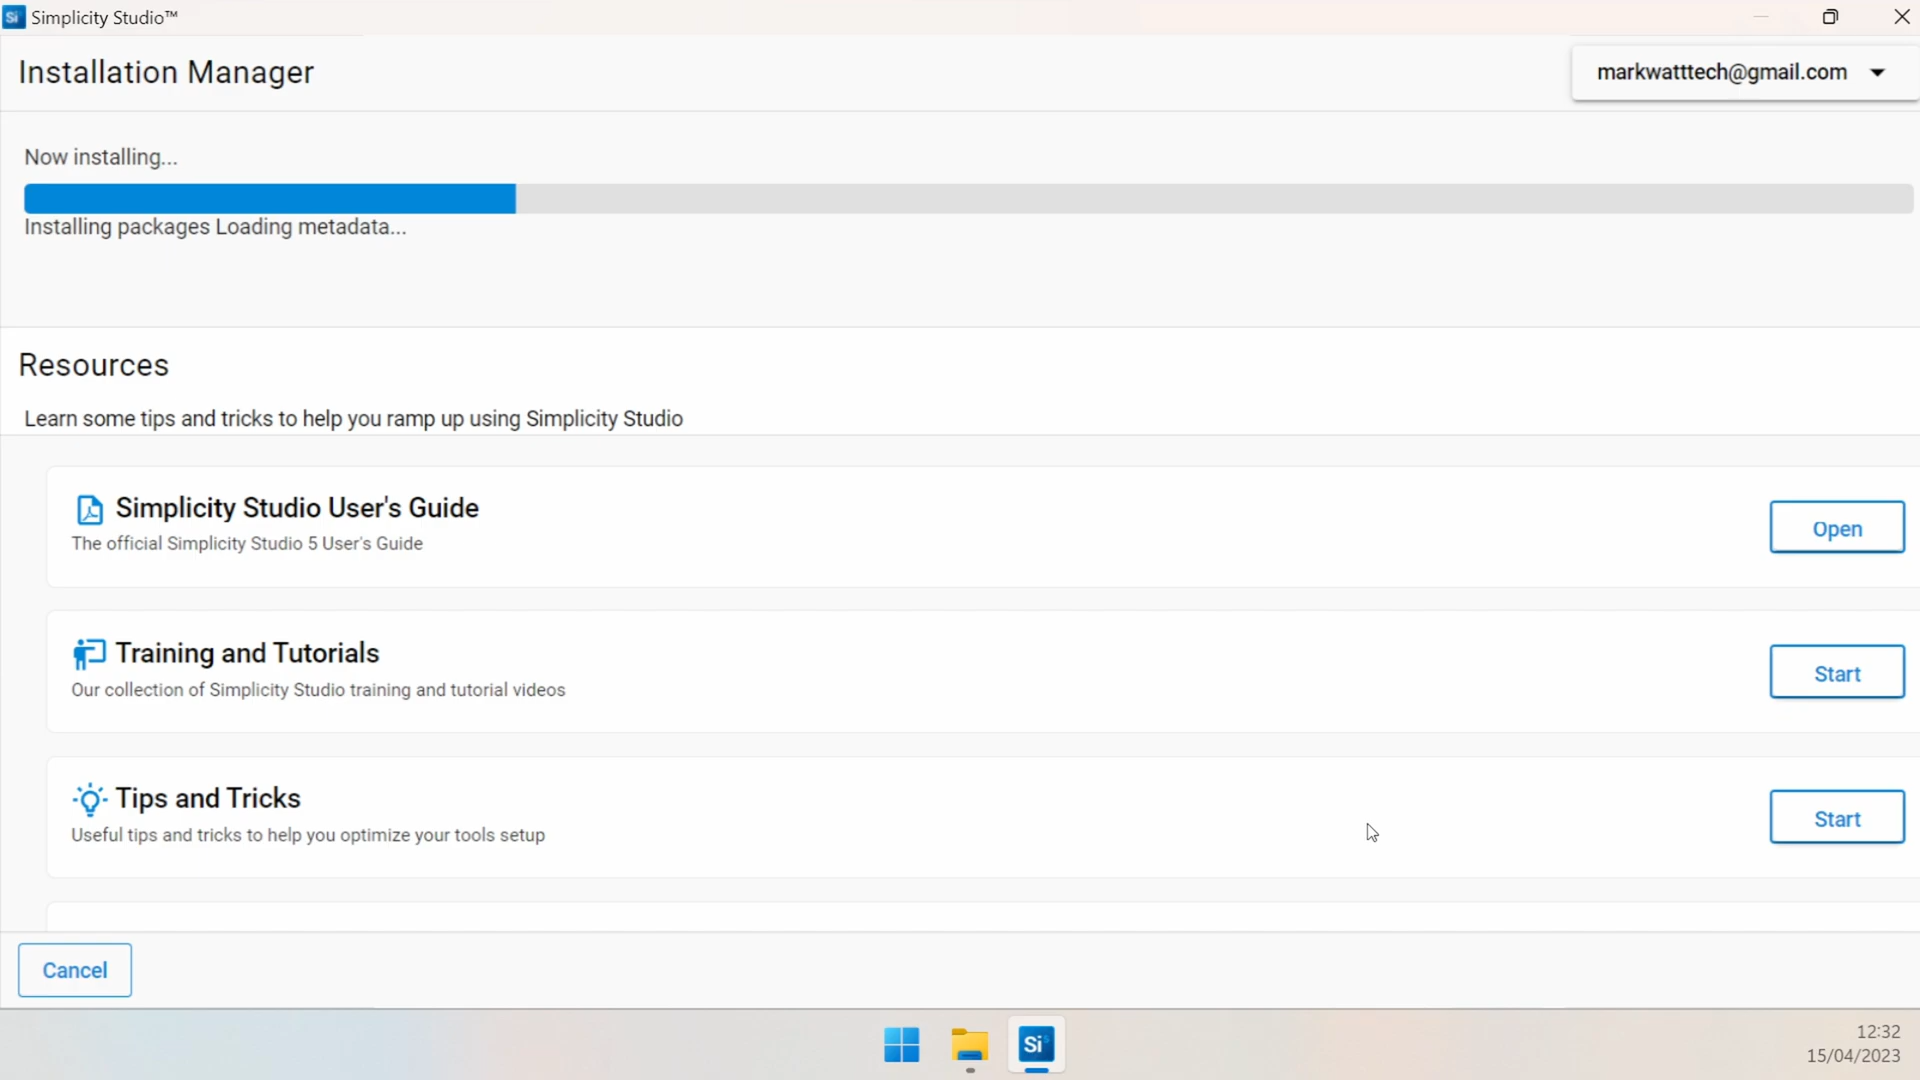 Si Simplicity Studio™
Installation Manager
markwatttech@gmail.com
Now installing...
Installing packages Loading metadata...
Resources
Learn some tips and tricks to help you ramp up using Simplicity Studio
Simplicity Studio User's Guide
The official Simplicity Studio 5 User's Guide
Open
Training and Tutorials
Our collection of Simplicity Studio training and tutorial videos
Start
Tips and Tricks
Useful tips and tricks to help you optimize your tools setup
Start
Cancel
Si
12:32
15/04/2023